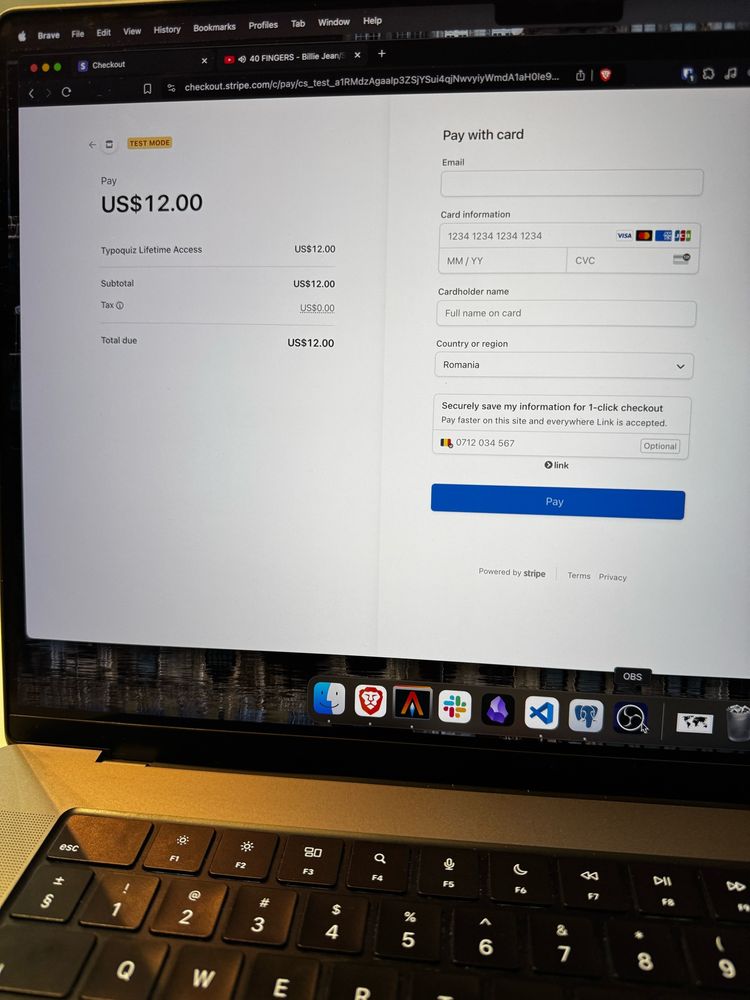 Brave File Edit View History Bookmarks Profiles Tab Window Help
S Checkout
40 FINGERS - Billie Jean/S
checkout.stripe.com/c/pay/cs_test_a1RMdzAgaalp3ZSjYSui4qjNwvyiyWmdA1aH0Ie9...
TEST MODE
Pay
US$12.00
Typoquiz Lifetime Access US$12.00
Subtotal US$12.00
Tax US$0.00
Total due US$12.00
Pay with card
Email
Card information
1234 1234 1234 1234
VISA
JCB
MM / YY
CVC
Cardholder name
Full name on card
Country or region
Romania
Securely save my information for 1-click checkout
Pay faster on this site and everywhere Link is accepted.
0712 034 567
Optional
link
Pay
Powered by stripe
Terms Privacy
OBS
esc F1 F2 F3 F4 F5 F6 F7 F8 F9
± § ! 1 @ 2 # 3 $ 4 % 5 ^ 6 & 7 * 8 ( 9
Q W E R